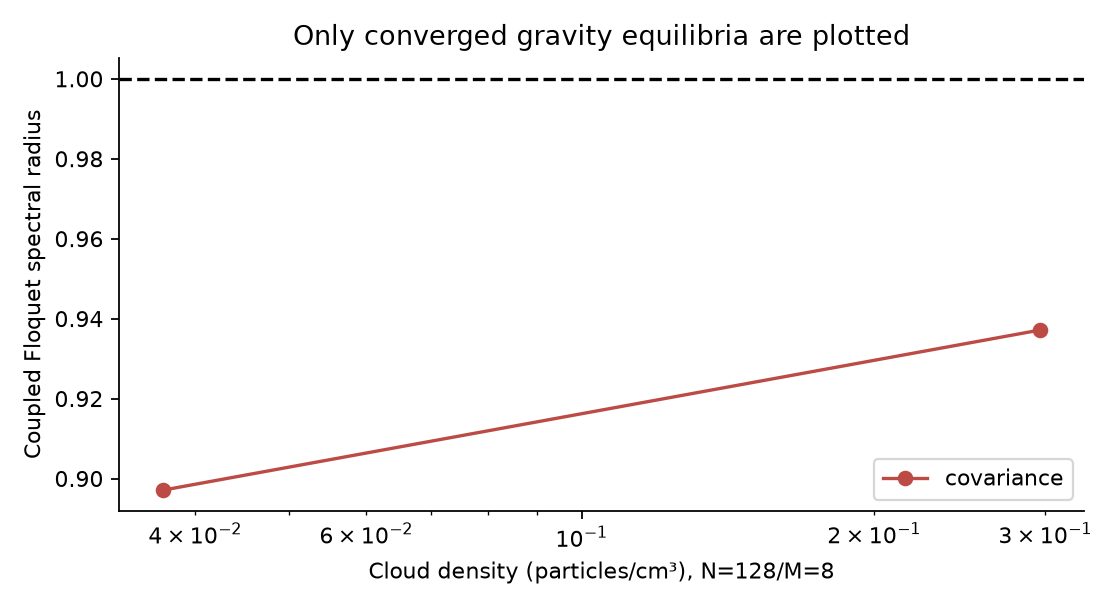 Only converged gravity equilibria are plotted
Coupled Floquet spectral radius
1.00
0.98
0.96
0.94
0.92
0.90
covariance
4 × 10⁻²
6 × 10⁻²
10⁻¹
2 × 10⁻¹
3 × 10⁻¹
Cloud density (particles/cm³), N=128/M=8